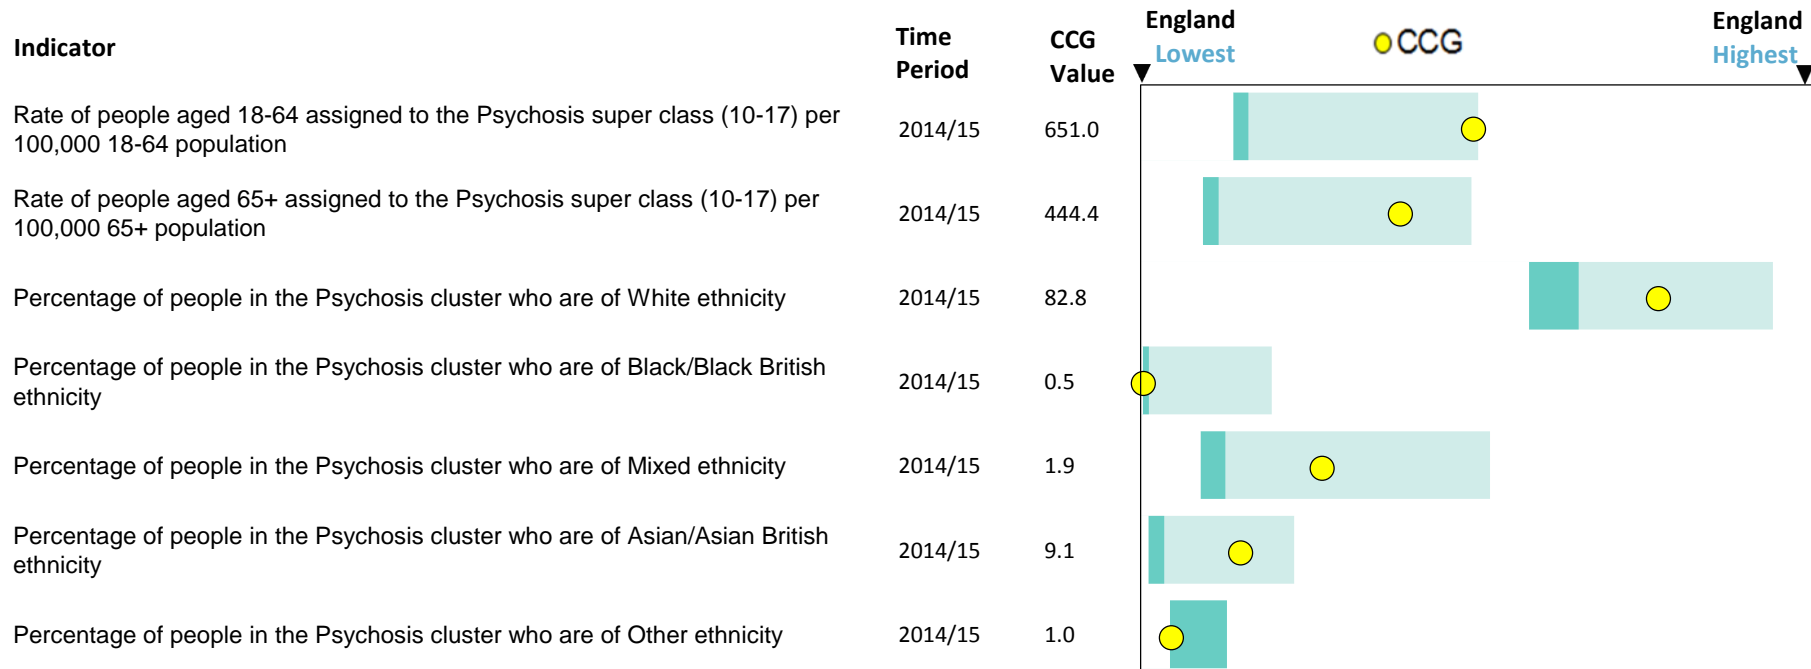 Indicator
Time
Period
CCG
Value
England
Lowest
CCG
England
Highest
Rate of people aged 18-64 assigned to the Psychosis super class (10-17) per
100,000 18-64 population
2014/15
651.0
Rate of people aged 65+ assigned to the Psychosis super class (10-17) per
100,000 65+ population
2014/15
444.4
Percentage of people in the Psychosis cluster who are of White ethnicity
2014/15
82.8
Percentage of people in the Psychosis cluster who are of Black/Black British
ethnicity
2014/15
0.5
Percentage of people in the Psychosis cluster who are of Mixed ethnicity
2014/15
1.9
Percentage of people in the Psychosis cluster who are of Asian/Asian British
ethnicity
2014/15
9.1
Percentage of people in the Psychosis cluster who are of Other ethnicity
2014/15
1.0